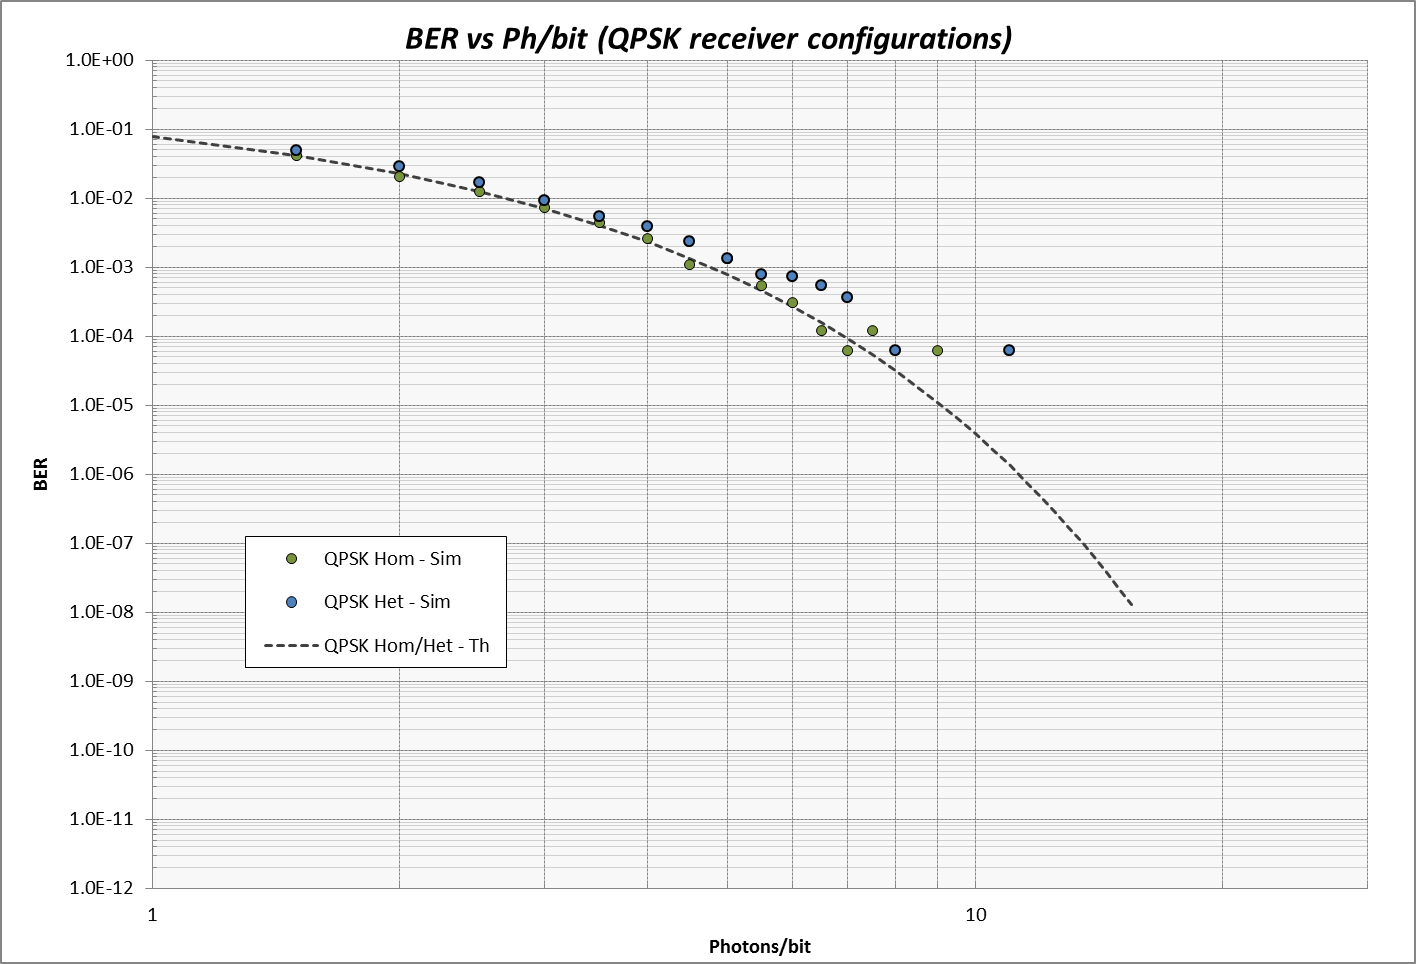 BER vs Ph/bit (QPSK receiver configurations)
1.0E+00
1.0E-01
1.0E-02
1.0E-03
1.0E-04
1.0E-05
1.0E-06
1.0E-07
1.0E-08
1.0E-09
1.0E-10
1.0E-11
1.0E-12
BER
QPSK Hom - Sim
QPSK Het - Sim
QPSK Hom/Het - Th
1 10
Photons/bit